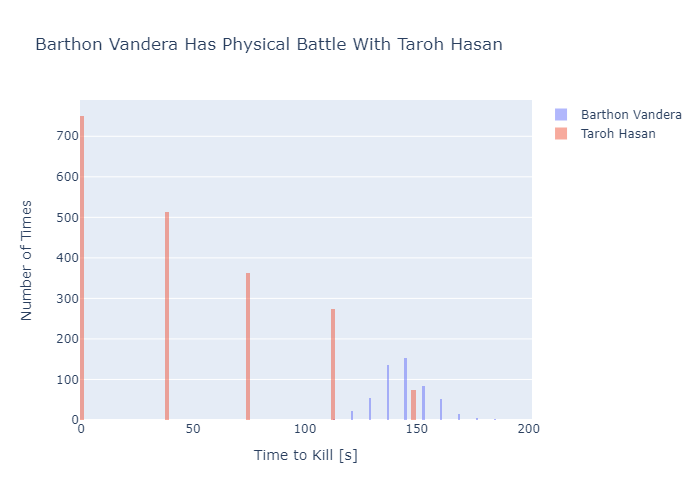 Barthon Vandera Has Physical Battle With Taroh Hasan
Barthon Vandera
Taroh Hasan
Number of Times
700
600
500
400
300
200
100
0
0 50 100 150 200
Time to Kill [s]